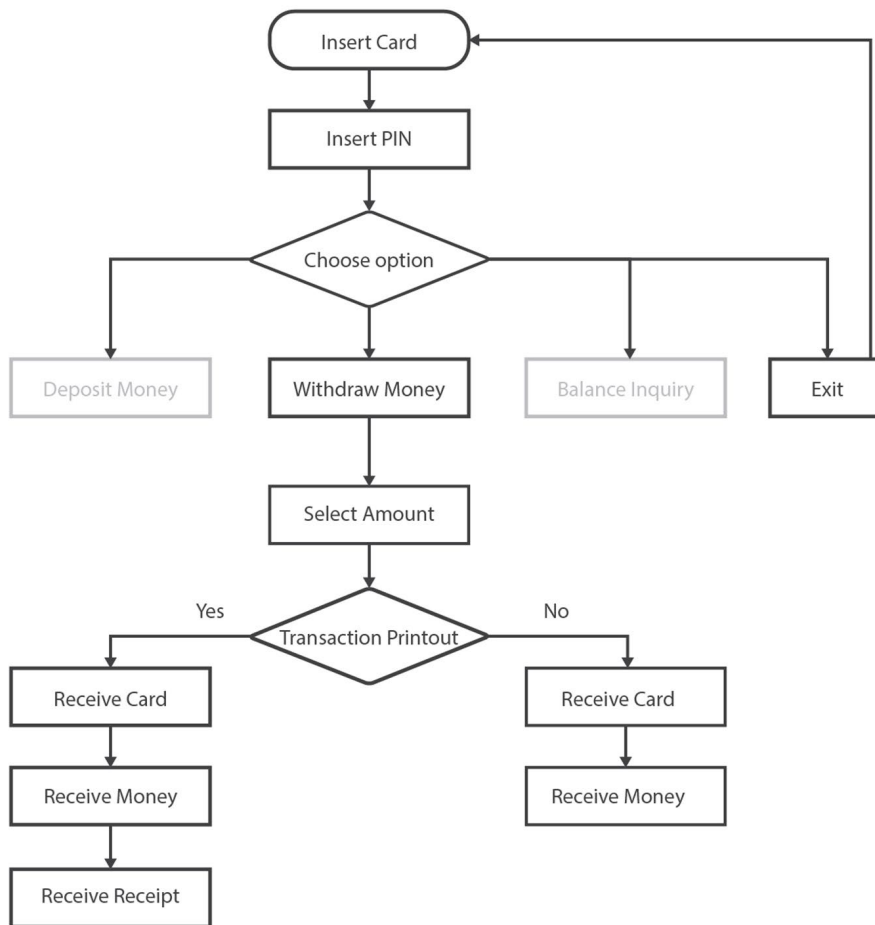 Insert Card
Insert PIN
Choose option
Deposit Money
Withdraw Money
Balance Inquiry
Exit
Select Amount
Yes
No
Transaction Printout
Receive Card
Receive Card
Receive Money
Receive Money
Receive Receipt